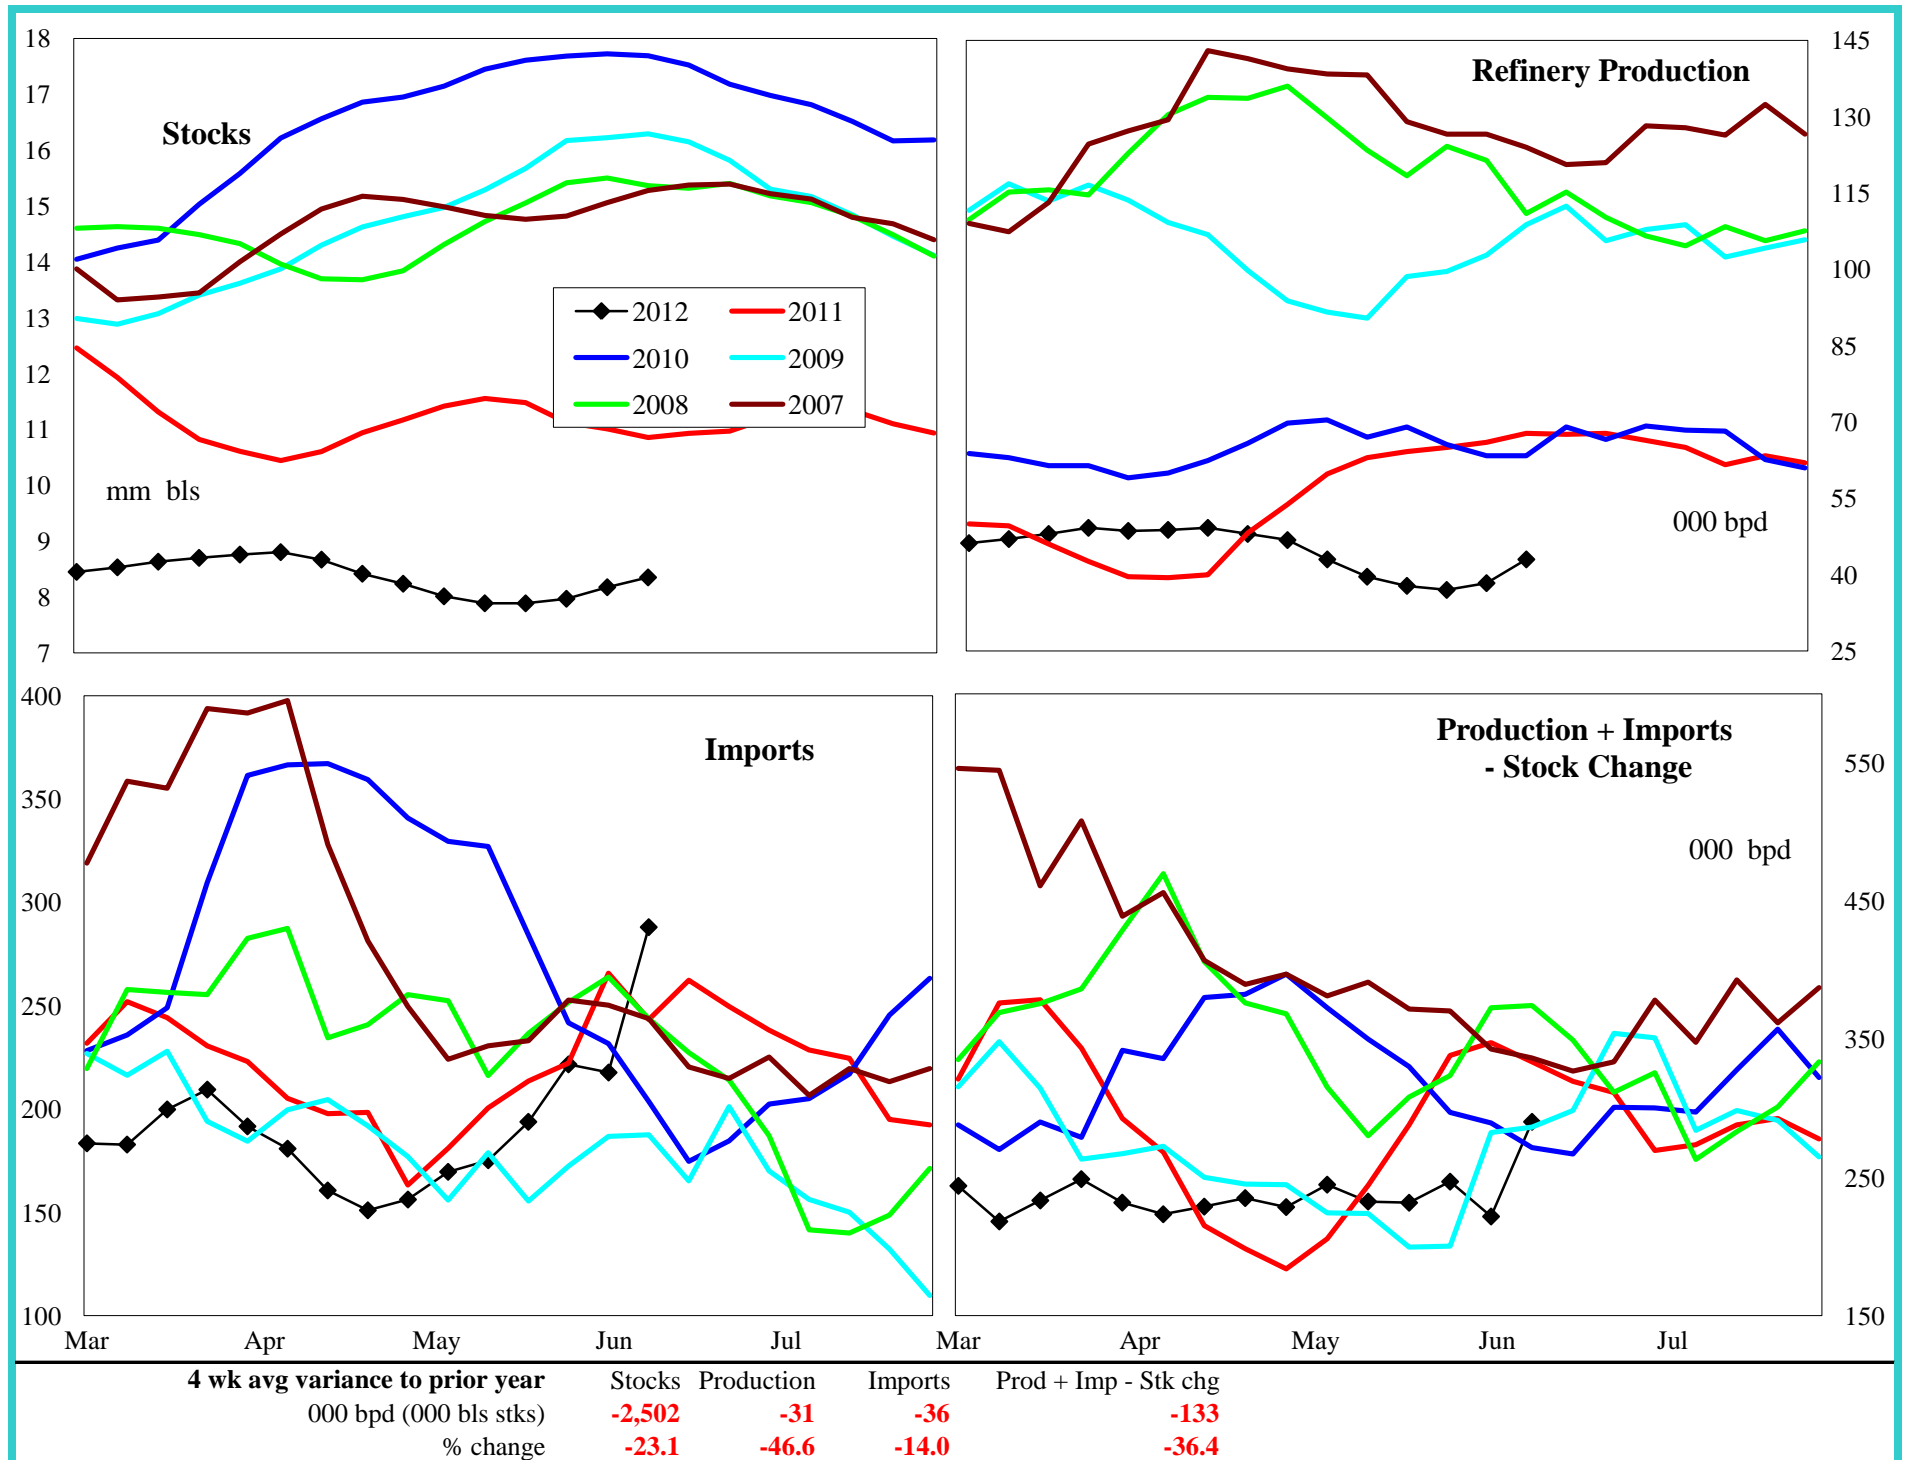 18
17
16
15
14
13
12
11
10
9
8
7
Stocks
mm bls
2012 2011
2010 2009
2008 2007
Refinery Production
000 bpd
145
130
115
100
85
70
55
40
25
400
350
300
250
200
150
100
Imports
Mar Apr May Jun Jul
Production + Imports
- Stock Change
000 bpd
550
450
350
250
150
Mar Apr May Jun Jul
4 wk avg variance to prior year Stocks Production Imports Prod + Imp - Stk chg
000 bpd (000 bls stks) -2,502 -31 -36 -133
% change -23.1 -46.6 -14.0 -36.4